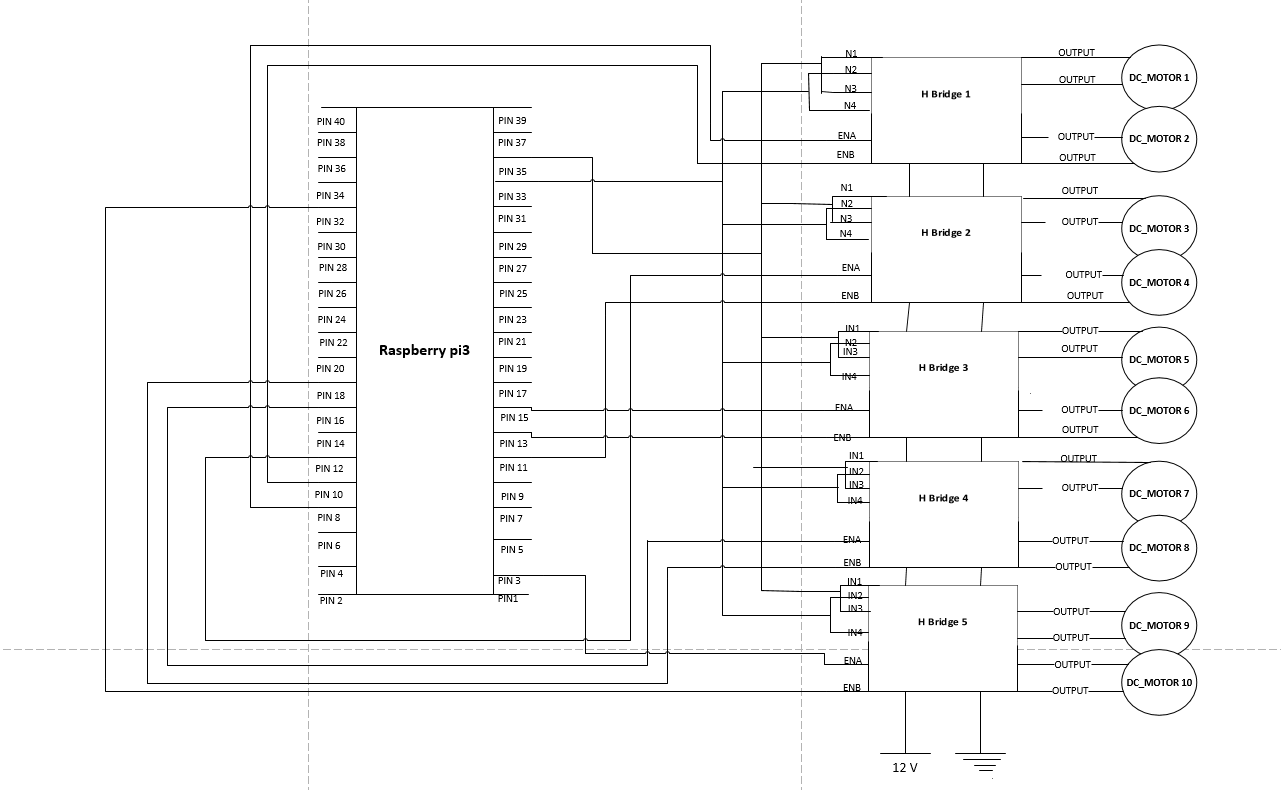 PIN 40
PIN 38
PIN 36
PIN 34
PIN 32
PIN 30
PIN 28
PIN 26
PIN 24
PIN 22
PIN 20
PIN 18
PIN 16
PIN 14
PIN 12
PIN 10
PIN 8
PIN 6
PIN 4
PIN 2
Raspberry pi3
PIN 39
PIN 37
PIN 35
PIN 33
PIN 31
PIN 29
PIN 27
PIN 25
PIN 23
PIN 21
PIN 19
PIN 17
PIN 15
PIN 13
PIN 11
PIN 9
PIN 7
PIN 5
PIN 3
PIN1
N1
N2
N3
N4
ENA
ENB
H Bridge 1
OUTPUT
OUTPUT
OUTPUT
OUTPUT
DC_MOTOR 1
DC_MOTOR 2
N1
N2
N3
N4
ENA
ENB
H Bridge 2
OUTPUT
OUTPUT
OUTPUT
OUTPUT
DC_MOTOR 3
DC_MOTOR 4
IN1
N2
IN3
IN4
ENA
ENB
H Bridge 3
OUTPUT
OUTPUT
OUTPUT
OUTPUT
DC_MOTOR 5
DC_MOTOR 6
IN1
IN2
IN3
IN4
ENA
ENB
H Bridge 4
OUTPUT
OUTPUT
OUTPUT
OUTPUT
DC_MOTOR 7
DC_MOTOR 8
IN1
IN2
IN3
IN4
ENA
ENB
H Bridge 5
OUTPUT
OUTPUT
OUTPUT
OUTPUT
DC_MOTOR 9
DC_MOTOR 10
12 V